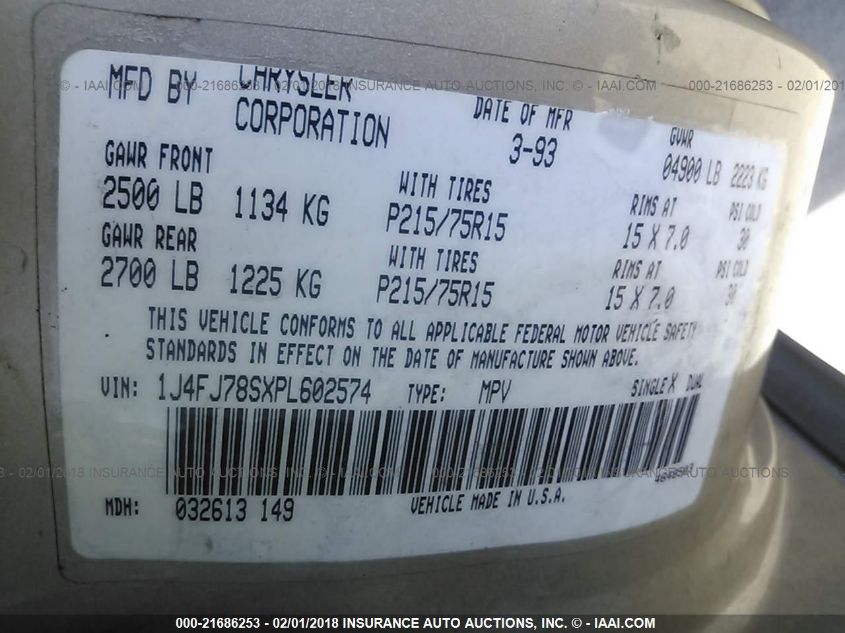 MFD BY CHRYSLER CORPORATION
DATE OF MFR
3-93
GVWR
04900 LB 2223 KG
GAWR FRONT
2500 LB 1134 KG
WITH TIRES
P215/75R15
RIMS AT
15 X 7.0
PSI COLD
30
GAWR REAR
2700 LB 1225 KG
WITH TIRES
P215/75R15
RIMS AT
15 X 7.0
PSI COLD
30
THIS VEHICLE CONFORMS TO ALL APPLICABLE FEDERAL MOTOR VEHICLE SAFETY
STANDARDS IN EFFECT ON THE DATE OF MANUFACTURE SHOWN ABOVE.
VIN: 1J4FJ78SXPL602574 TYPE: MPV SINGLE X DUAL
MDH: 032613 149 VEHICLE MADE IN U.S.A.
000-21686253 - 02/01/2018 INSURANCE AUTO AUCTIONS, INC. - © IAAI.COM